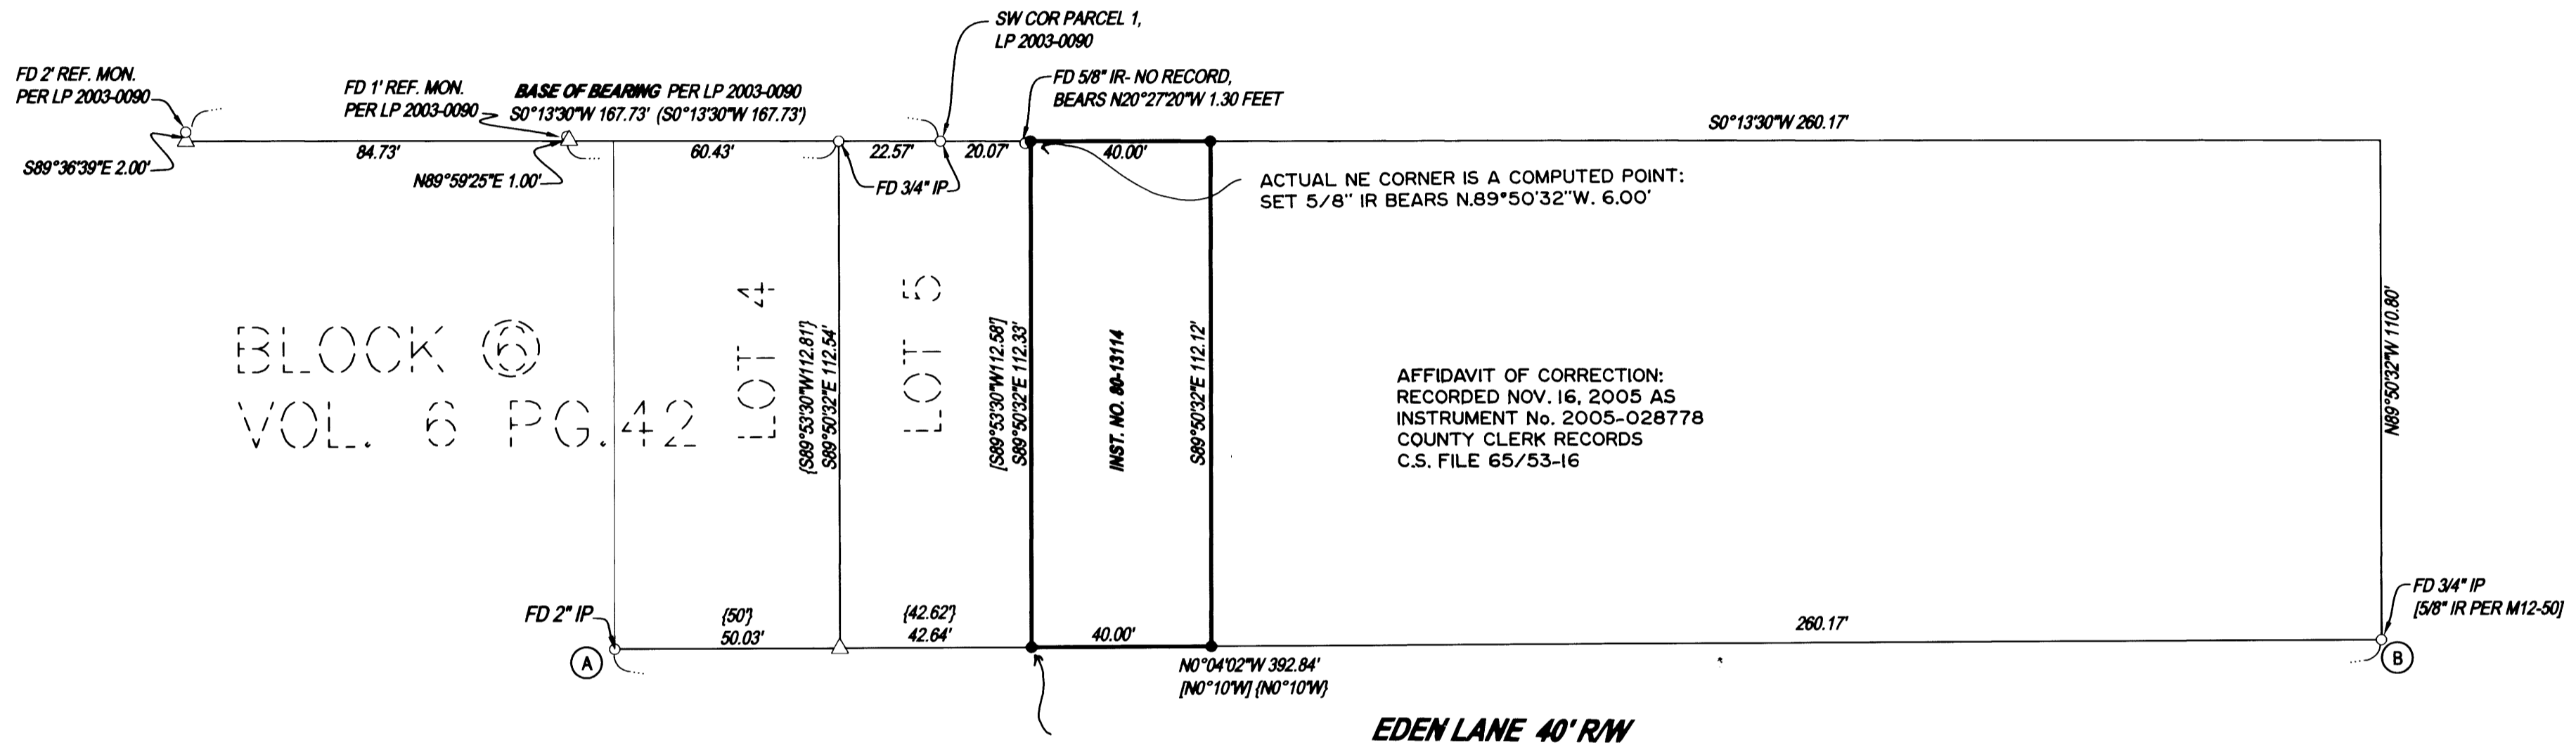 SW COR PARCEL 1,
LP 2003-0090
FD 2' REF. MON.
PER LP 2003-0090
FD 1' REF. MON.
PER LP 2003-0090
BASE OF BEARING PER LP 2003-0090
S0°13'30"W 167.73' (S0°13'30"W 167.73')
FD 5/8" IR- NO RECORD,
BEARS N20°27'20"W 1.30 FEET
S0°13'30"W 260.17'
84.73'
60.43'
22.57'
20.07'
40.00'
S89°36'39"E 2.00'
N89°59'25"E 1.00'
FD 3/4" IP
ACTUAL NE CORNER IS A COMPUTED POINT:
SET 5/8" IR BEARS N.89°50'32"W. 6.00'
BLOCK 6
VOL. 6 PG.42
LOT 4
{S89°53'30"W112.81'}
S89°50'32"E 112.54'
LOT 5
[S89°53'30"W112.58']
S89°50'32"E 112.33'
INST. NO. 80-13114
S89°50'32"E 112.12'
AFFIDAVIT OF CORRECTION:
RECORDED NOV. 16, 2005 AS
INSTRUMENT No. 2005-028778
COUNTY CLERK RECORDS
C.S. FILE 65/53-16
N89°50'32"W 110.80'
FD 3/4" IP
[5/8" IR PER M12-50]
FD 2" IP
{50'}
50.03'
{42.62'}
42.64'
40.00'
260.17'
A
B
N0°04'02"W 392.84'
[N0°10'W] {N0°10'W}
EDEN LANE 40' R/W